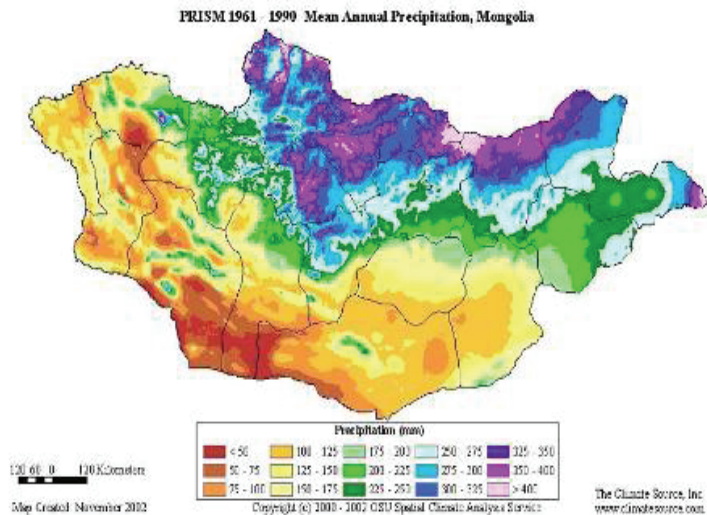 PRISM 1961 - 1990 Mean Annual Precipitation, Mongolia
Precipitation (mm)
< 50
100 - 125
175 - 200
250 - 275
325 - 350
50 - 75
125 - 150
200 - 225
275 - 300
350 - 400
75 - 100
150 - 175
225 - 250
300 - 325
> 400
120 60 0 120 Kilometers
Map Created November 2002
Copyright (c) 2000 - 2002 OSU Spatial Climate Analysis Service
The Climate Source, Inc
www.climatesource.com